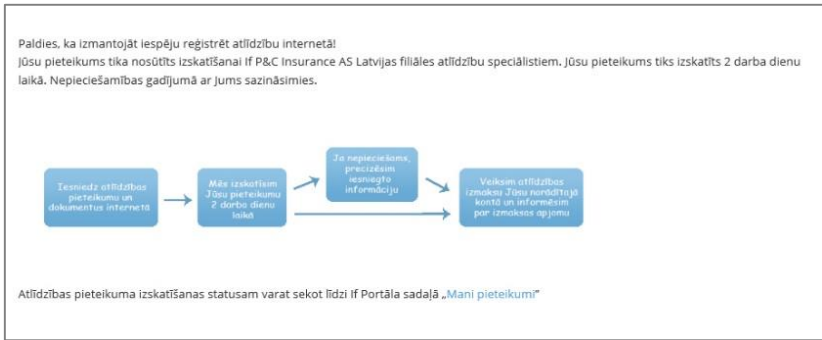 Paldies, ka izmantojāt iespēju reģistrēt atlīdzību internetā!
Jūsu pieteikums tika nosūtīts izskatīšanai If P&C Insurance AS Latvijas filiāles atlīdzību speciālistiem. Jūsu pieteikums tiks izskatīts 2 darba dienu
laikā. Nepieciešamības gadījumā ar Jums sazināsimies.
Iesniedz atlīdzības
pieteikumu un
dokumentus internetā
Mēs izskatīsim
Jūsu pieteikumu
2 darba dienu
laikā
Ja nepieciešams,
precizēsim
iesniegto
informāciju
Veiksim atlīdzības
izmaksu Jūsu norādītajā
kontā un informēsim
par izmaksas apjomu
Atlīdzības pieteikuma izskatīšanas statusam varat sekot līdzi If Portāla sadaļā „Mani pieteikumi"